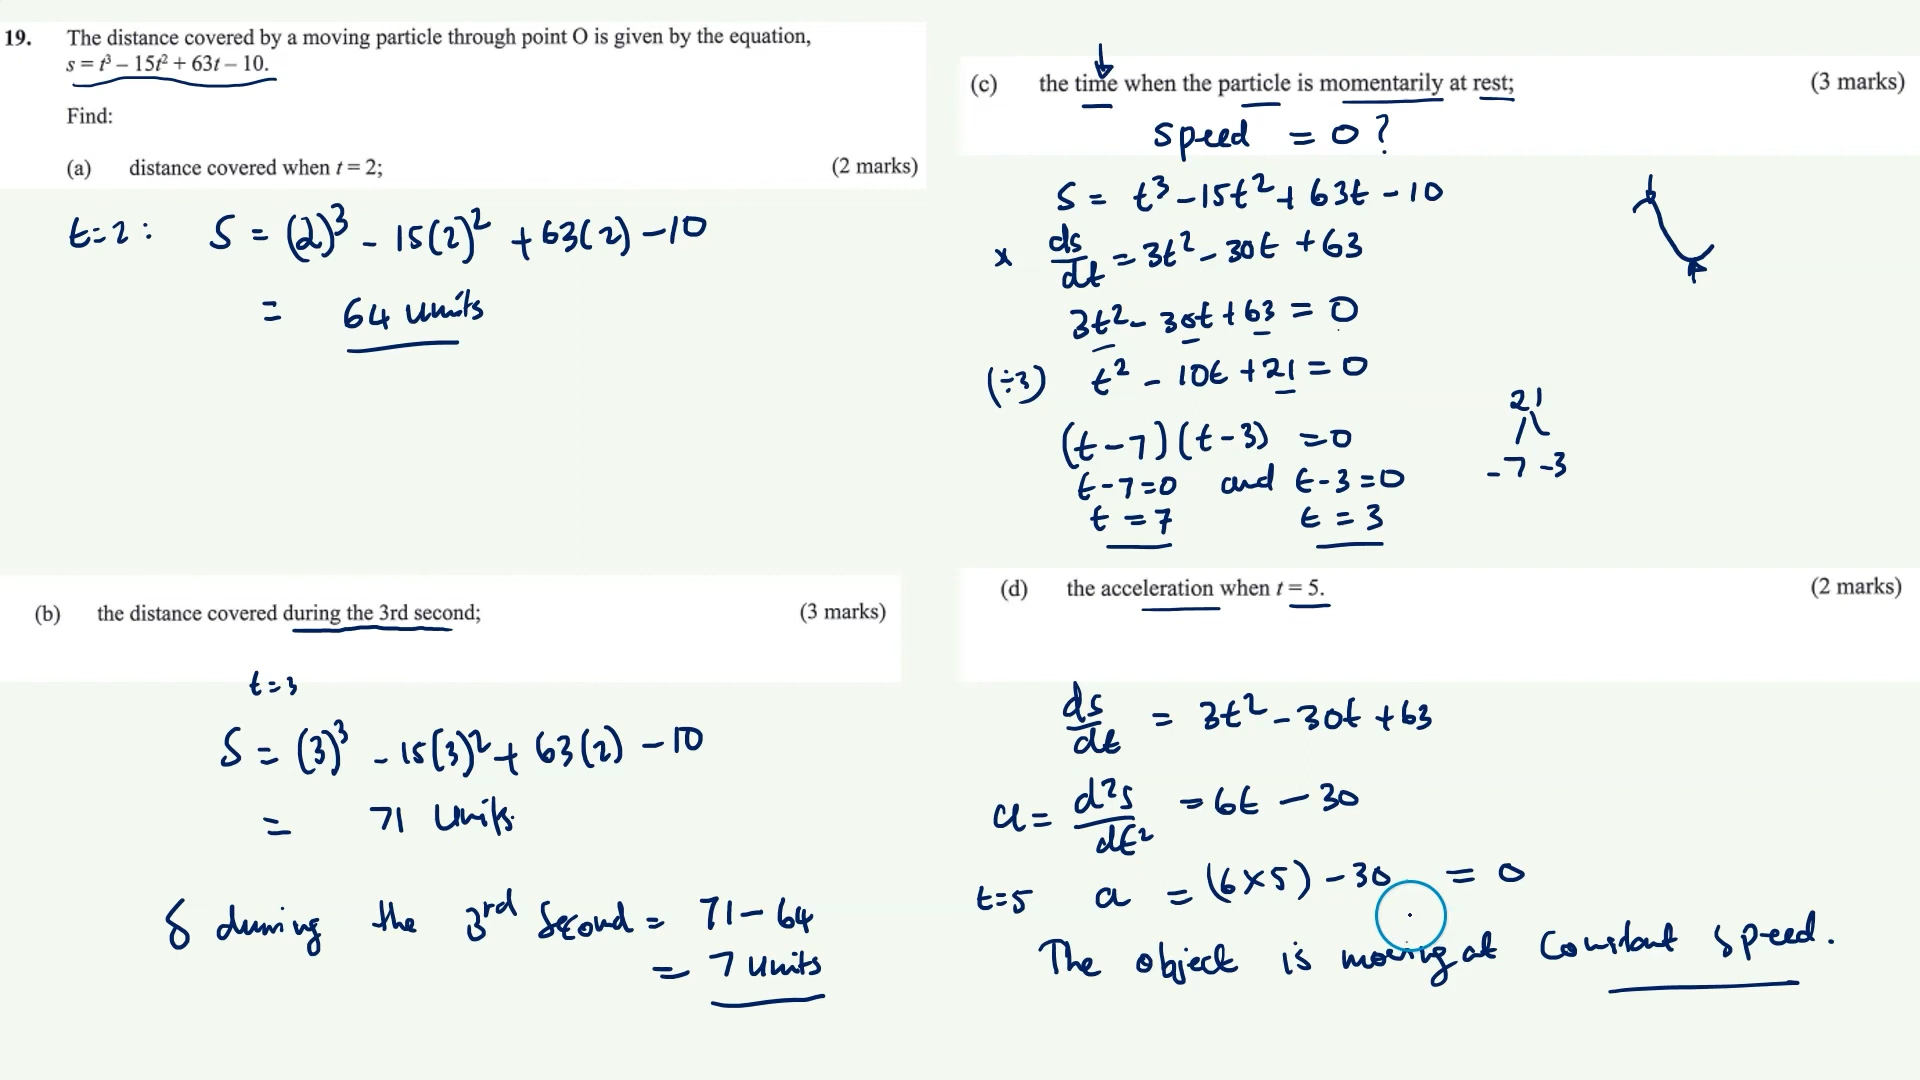 19. The distance covered by a moving particle through point O is given by the equation,
s = t³ – 15t² + 63t – 10.
Find:
(a) distance covered when t = 2; (2 marks)
t=2 : S = (2)³ - 15(2)² + 63(2) - 10
= 64 units
(b) the distance covered during the 3rd second; (3 marks)
t=3
S = (3)³ - 15(3)² + 63(2) - 10
= 71 units.
S during the 3rd second = 71 - 64
= 7 units
(c) the time when the particle is momentarily at rest; (3 marks)
speed = 0 ?
S = t³ - 15t² + 63t - 10
x ds/dt = 3t² - 30t + 63
3t² - 30t + 63 = 0
(÷3) t² - 10t + 21 = 0
21
-7 -3
(t - 7)(t - 3) = 0
t-7=0 and t-3=0
t = 7 t = 3
(d) the acceleration when t = 5. (2 marks)
ds/dt = 3t² - 30t + 63
a = d²s/dt² = 6t - 30
t=5 a = (6×5) - 30 = 0
The object is moving at constant speed.